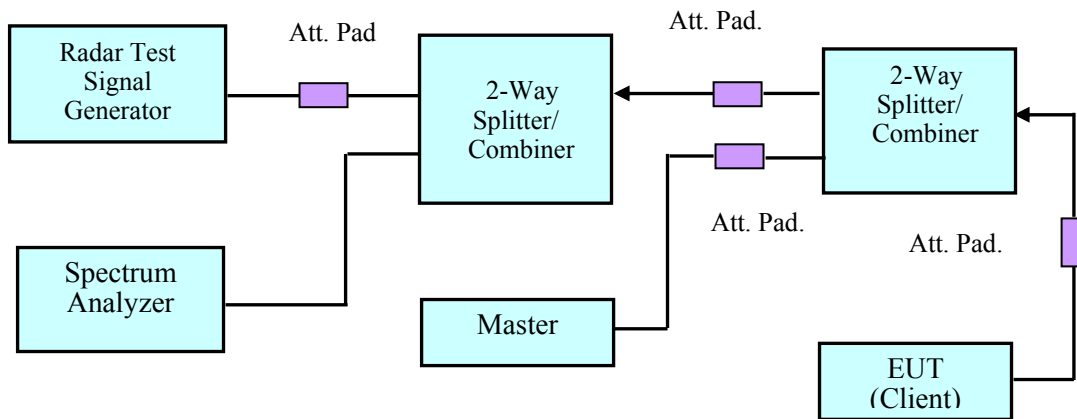 Radar Test
Signal
Generator
Att. Pad
2-Way
Splitter/
Combiner
Att. Pad.
2-Way
Splitter/
Combiner
Att. Pad.
Att. Pad.
Spectrum
Analyzer
Master
EUT
(Client)